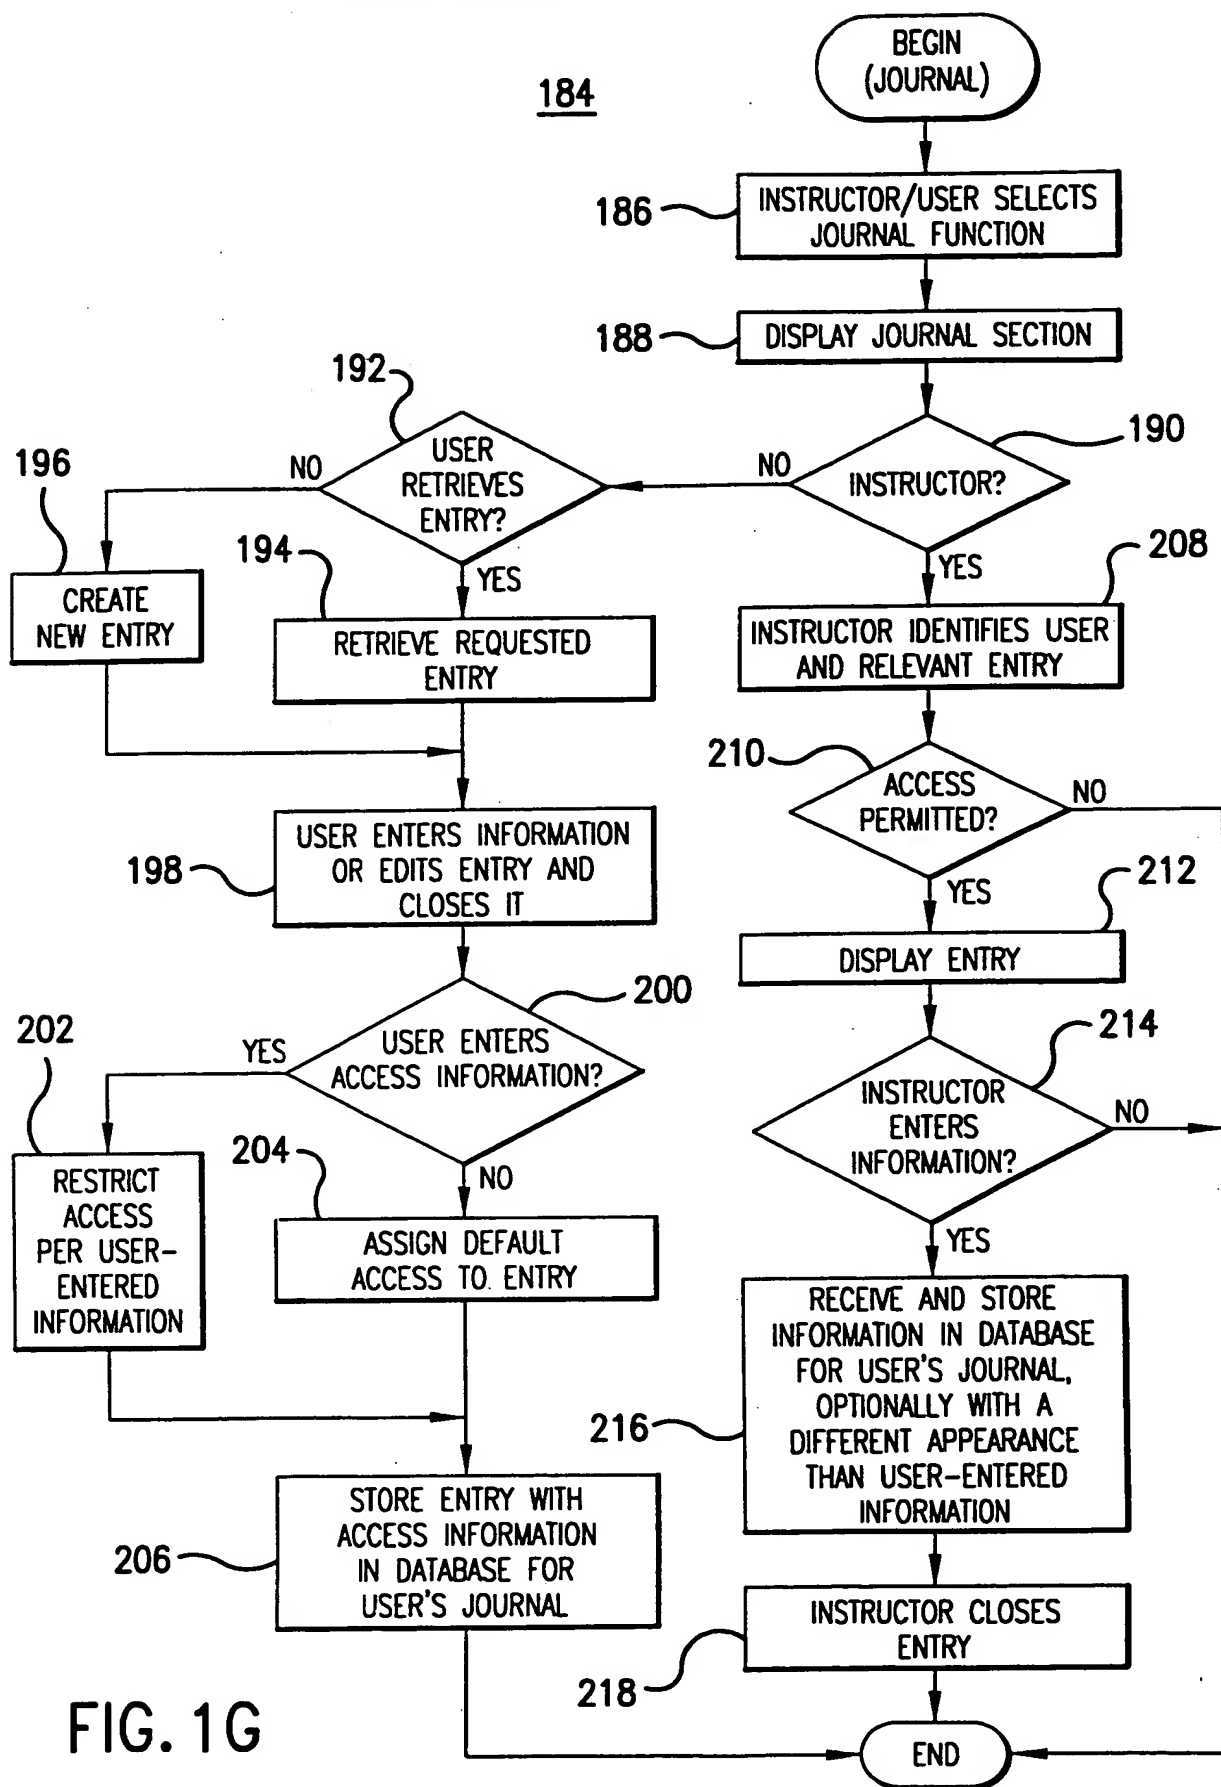 BEGIN
(JOURNAL)
184
186
INSTRUCTOR/USER SELECTS
JOURNAL FUNCTION
188
DISPLAY JOURNAL SECTION
192
190
USER
RETRIEVES
ENTRY?
NO
NO
INSTRUCTOR?
196
194
YES
YES
208
CREATE
NEW ENTRY
RETRIEVE REQUESTED
ENTRY
INSTRUCTOR IDENTIFIES USER
AND RELEVANT ENTRY
210
ACCESS
PERMITTED?
NO
198
USER ENTERS INFORMATION
OR EDITS ENTRY AND
CLOSES IT
YES
212
DISPLAY ENTRY
200
202
YES
USER ENTERS
ACCESS INFORMATION?
214
INSTRUCTOR
ENTERS
INFORMATION?
NO
204
NO
RESTRICT
ACCESS
PER USER-
ENTERED
INFORMATION
ASSIGN DEFAULT
ACCESS TO. ENTRY
YES
216
RECEIVE AND STORE
INFORMATION IN DATABASE
FOR USER'S JOURNAL,
OPTIONALLY WITH A
DIFFERENT APPEARANCE
THAN USER-ENTERED
INFORMATION
206
STORE ENTRY WITH
ACCESS INFORMATION
IN DATABASE FOR
USER'S JOURNAL
218
INSTRUCTOR CLOSES
ENTRY
END
FIG. 1G